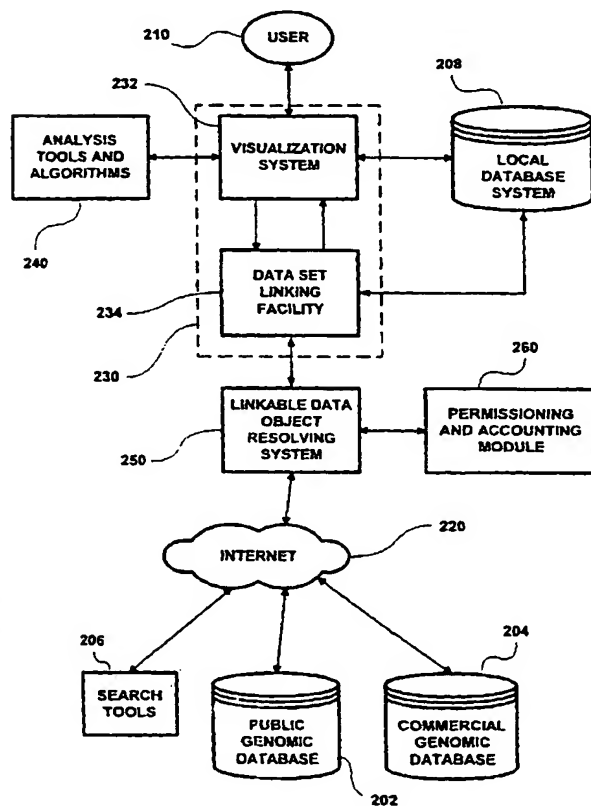 210
USER
232
208
ANALYSIS
TOOLS AND
ALGORITHMS
VISUALIZATION
SYSTEM
LOCAL
DATABASE
SYSTEM
240
234
DATA SET
LINKING
FACILITY
230
260
LINKABLE DATA
OBJECT
RESOLVING
SYSTEM
PERMISSIONING
AND ACCOUNTING
MODULE
250
INTERNET
220
206
204
SEARCH
TOOLS
PUBLIC
GENOMIC
DATABASE
COMMERCIAL
GENOMIC
DATABASE
202